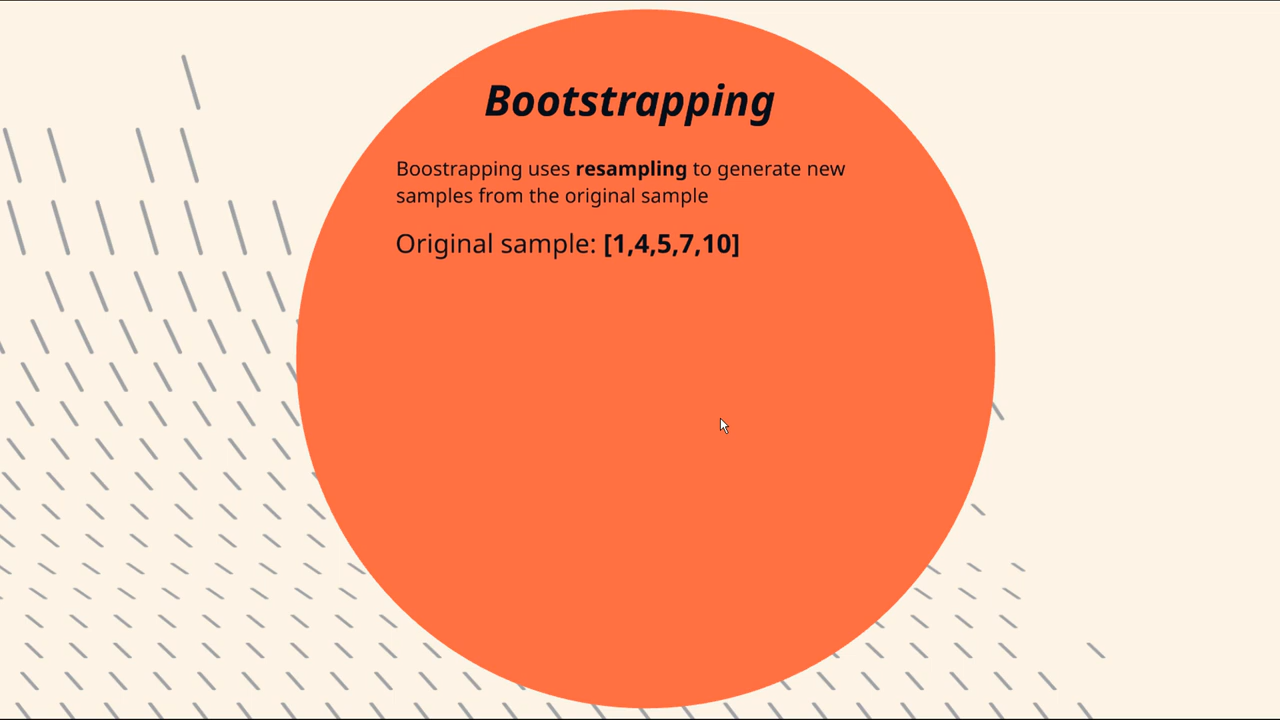 Bootstrapping
Boostrapping uses resampling to generate new
samples from the original sample
Original sample: [1,4,5,7,10]